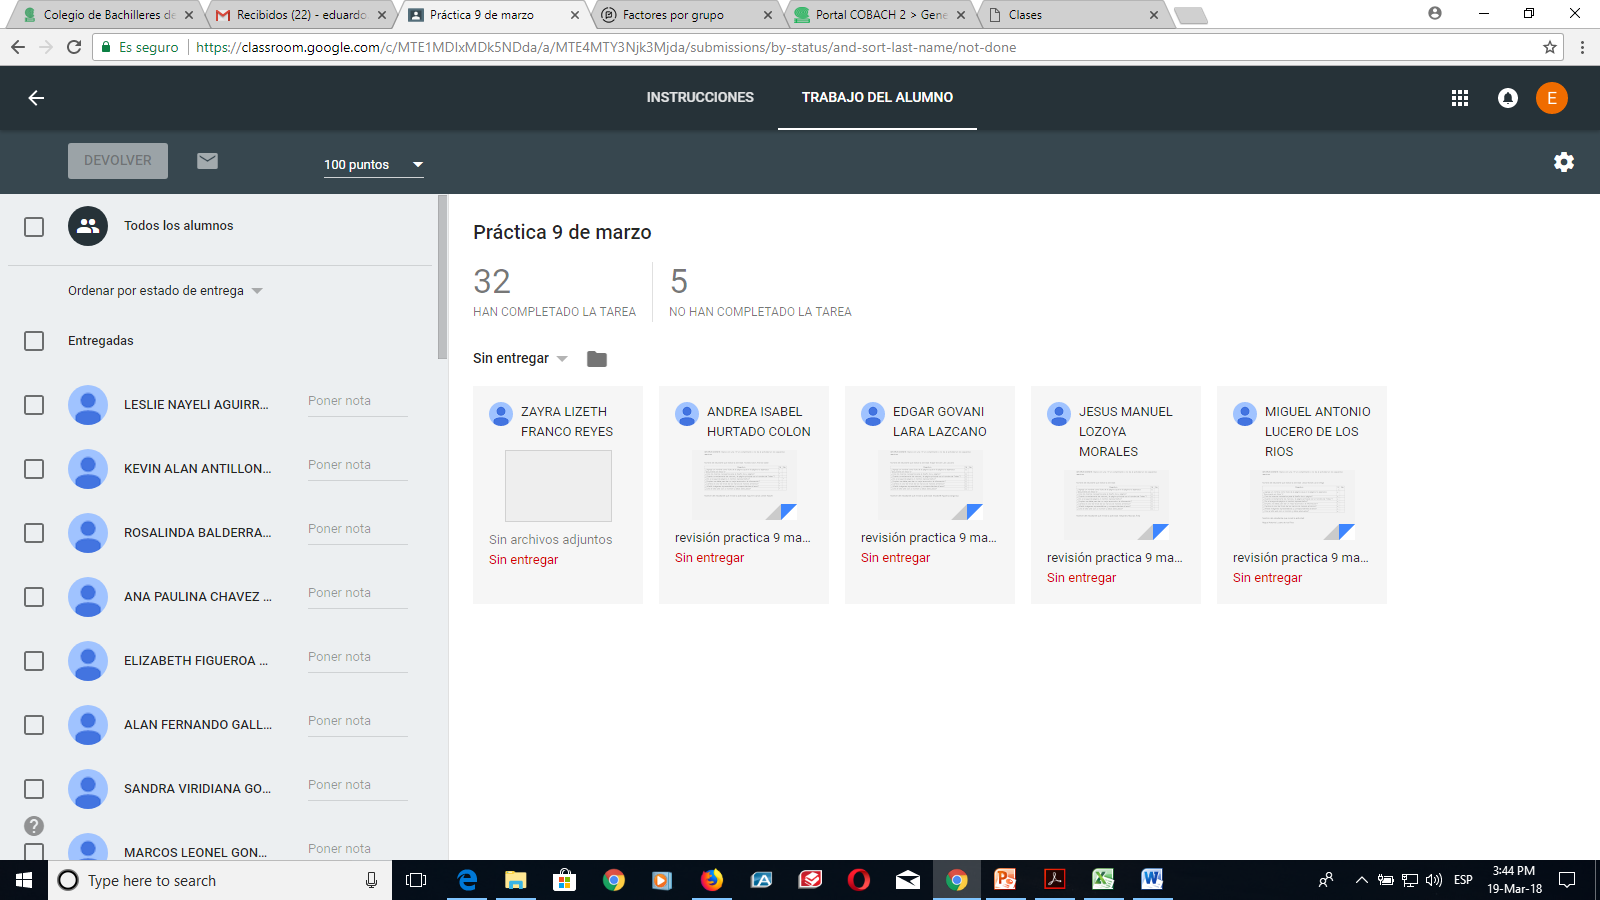 Colegio de Bachilleres de
Recibidos (22) - eduardo
Práctica 9 de marzo
Factores por grupo
Portal COBACH 2 > Gene
Clases
Es seguro
https://classroom.google.com/c/MTE1MDIxMDk5NDda/a/MTE4MTY3Njk3Mjda/submissions/by-status/and-sort-last-name/not-done
INSTRUCCIONES
TRABAJO DEL ALUMNO
E
DEVOLVER
100 puntos
Todos los alumnos
Ordenar por estado de entrega
Entregadas
LESLIE NAYELI AGUIRR...
Poner nota
KEVIN ALAN ANTILLON...
Poner nota
ROSALINDA BALDERRA...
Poner nota
ANA PAULINA CHAVEZ ...
Poner nota
ELIZABETH FIGUEROA ...
Poner nota
ALAN FERNANDO GALL...
Poner nota
SANDRA VIRIDIANA GO...
Poner nota
?
MARCOS LEONEL GON...
Poner nota
Práctica 9 de marzo
32
HAN COMPLETADO LA TAREA
5
NO HAN COMPLETADO LA TAREA
Sin entregar
ZAYRA LIZETH
FRANCO REYES
Sin archivos adjuntos
Sin entregar
ANDREA ISABEL
HURTADO COLON
revisión practica 9 ma...
Sin entregar
EDGAR GOVANI
LARA LAZCANO
revisión practica 9 ma...
Sin entregar
JESUS MANUEL
LOZOYA
MORALES
revisión practica 9 ma...
Sin entregar
MIGUEL ANTONIO
LUCERO DE LOS
RIOS
revisión practica 9 ma...
Sin entregar
Type here to search
ESP
3:44 PM
19-Mar-18